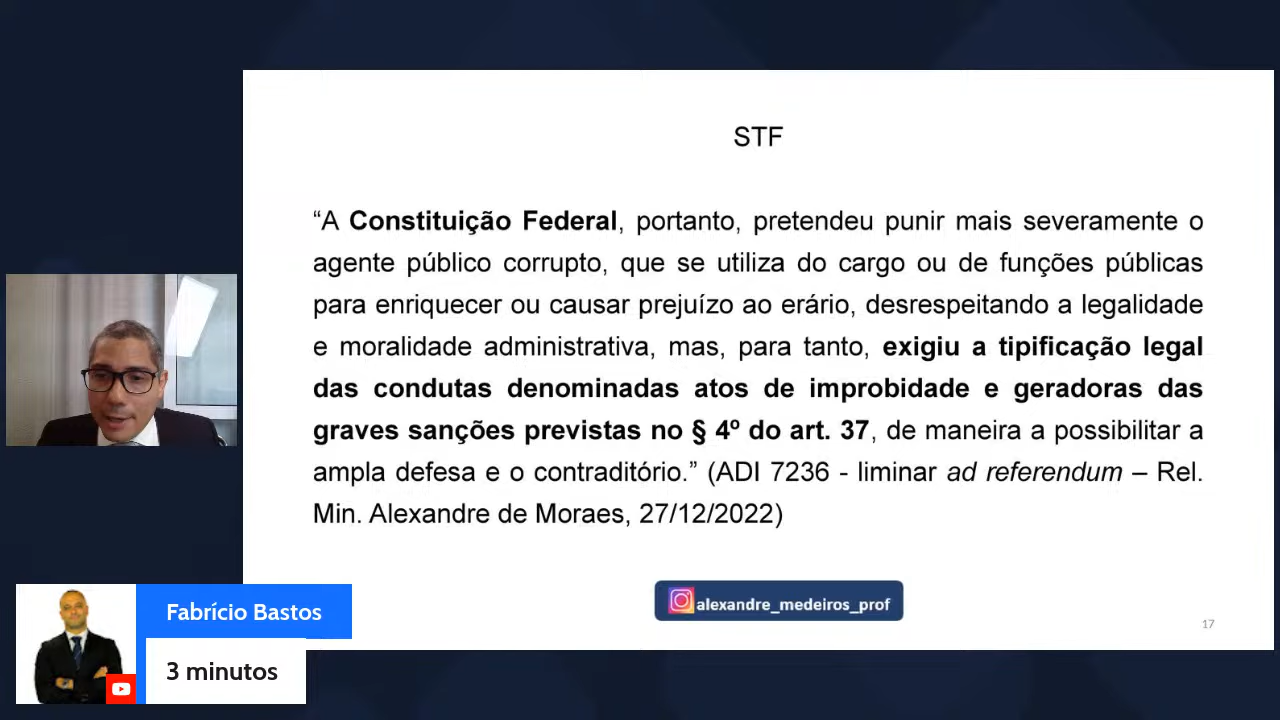 STF
“A Constituição Federal, portanto, pretendeu punir mais severamente o
agente público corrupto, que se utiliza do cargo ou de funções públicas
para enriquecer ou causar prejuízo ao erário, desrespeitando a legalidade
e moralidade administrativa, mas, para tanto, exigiu a tipificação legal
das condutas denominadas atos de improbidade e geradoras das
graves sanções previstas no § 4º do art. 37, de maneira a possibilitar a
ampla defesa e o contraditório.” (ADI 7236 - liminar ad referendum – Rel.
Min. Alexandre de Moraes, 27/12/2022)
alexandre_medeiros_prof
17
Fabrício Bastos
3 minutos